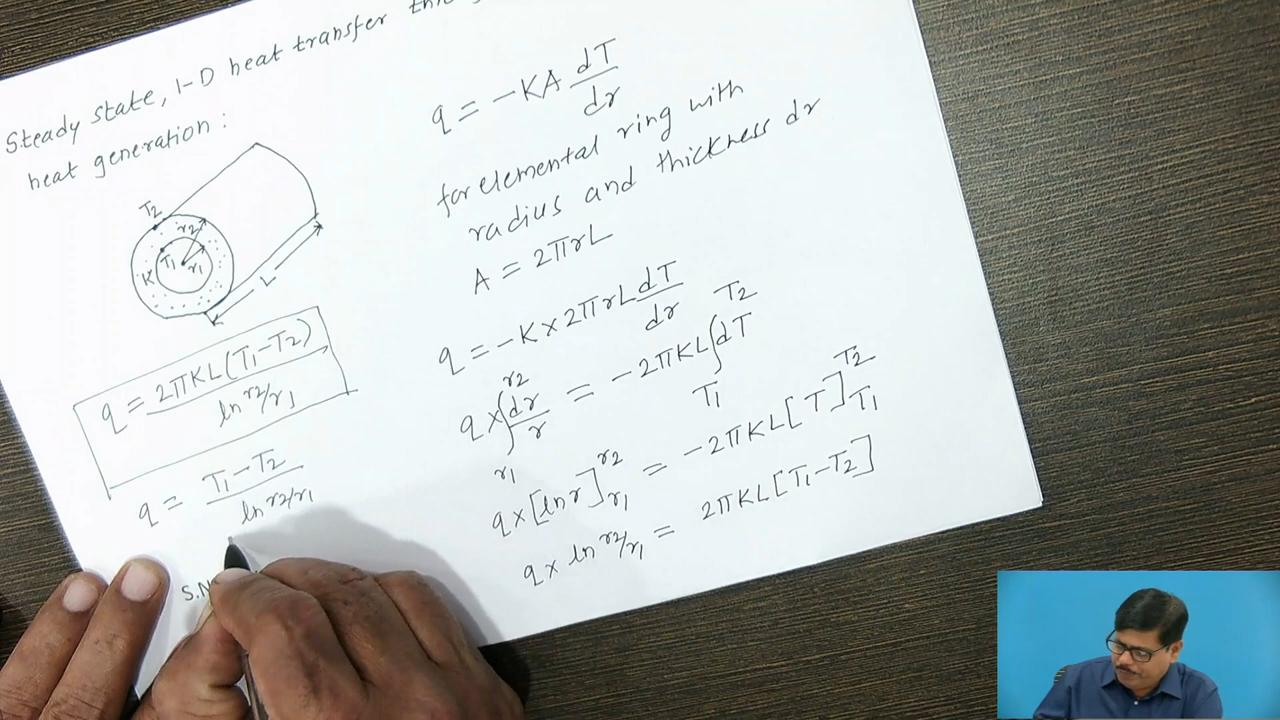 Steady state, 1-D heat transfer
heat generation :
T2
r2
T1
r1
K
L
q = 2πKL(T1-T2) / ln r2/r1
q = T1-T2 / ln r2/r1
S.N
q = -KA dT/dr
for elemental ring with
radius and thickness dr
A = 2πrL
q = -K × 2πrL dT/dr
q × ∫r1^r2 dr/r = -2πKL ∫T1^T2 dT
q × [ln r]r1^r2 = -2πKL [T]T1^T2
q × ln r2/r1 = 2πKL [T1-T2]